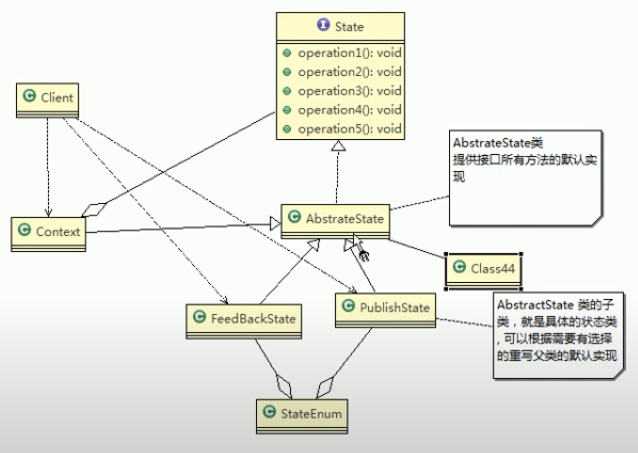 I State
operation1(): void
operation2(): void
operation3(): void
operation4(): void
operation5(): void
C Client
AbstrateState类
提供接口所有方法的默认实
现
C AbstrateState
C Context
C Class44
C FeedBackState
C PublishState
AbstractState 类的子
类，就是具体的状态类
，可以根据需要有选择
的重写父类的默认实现
C StateEnum